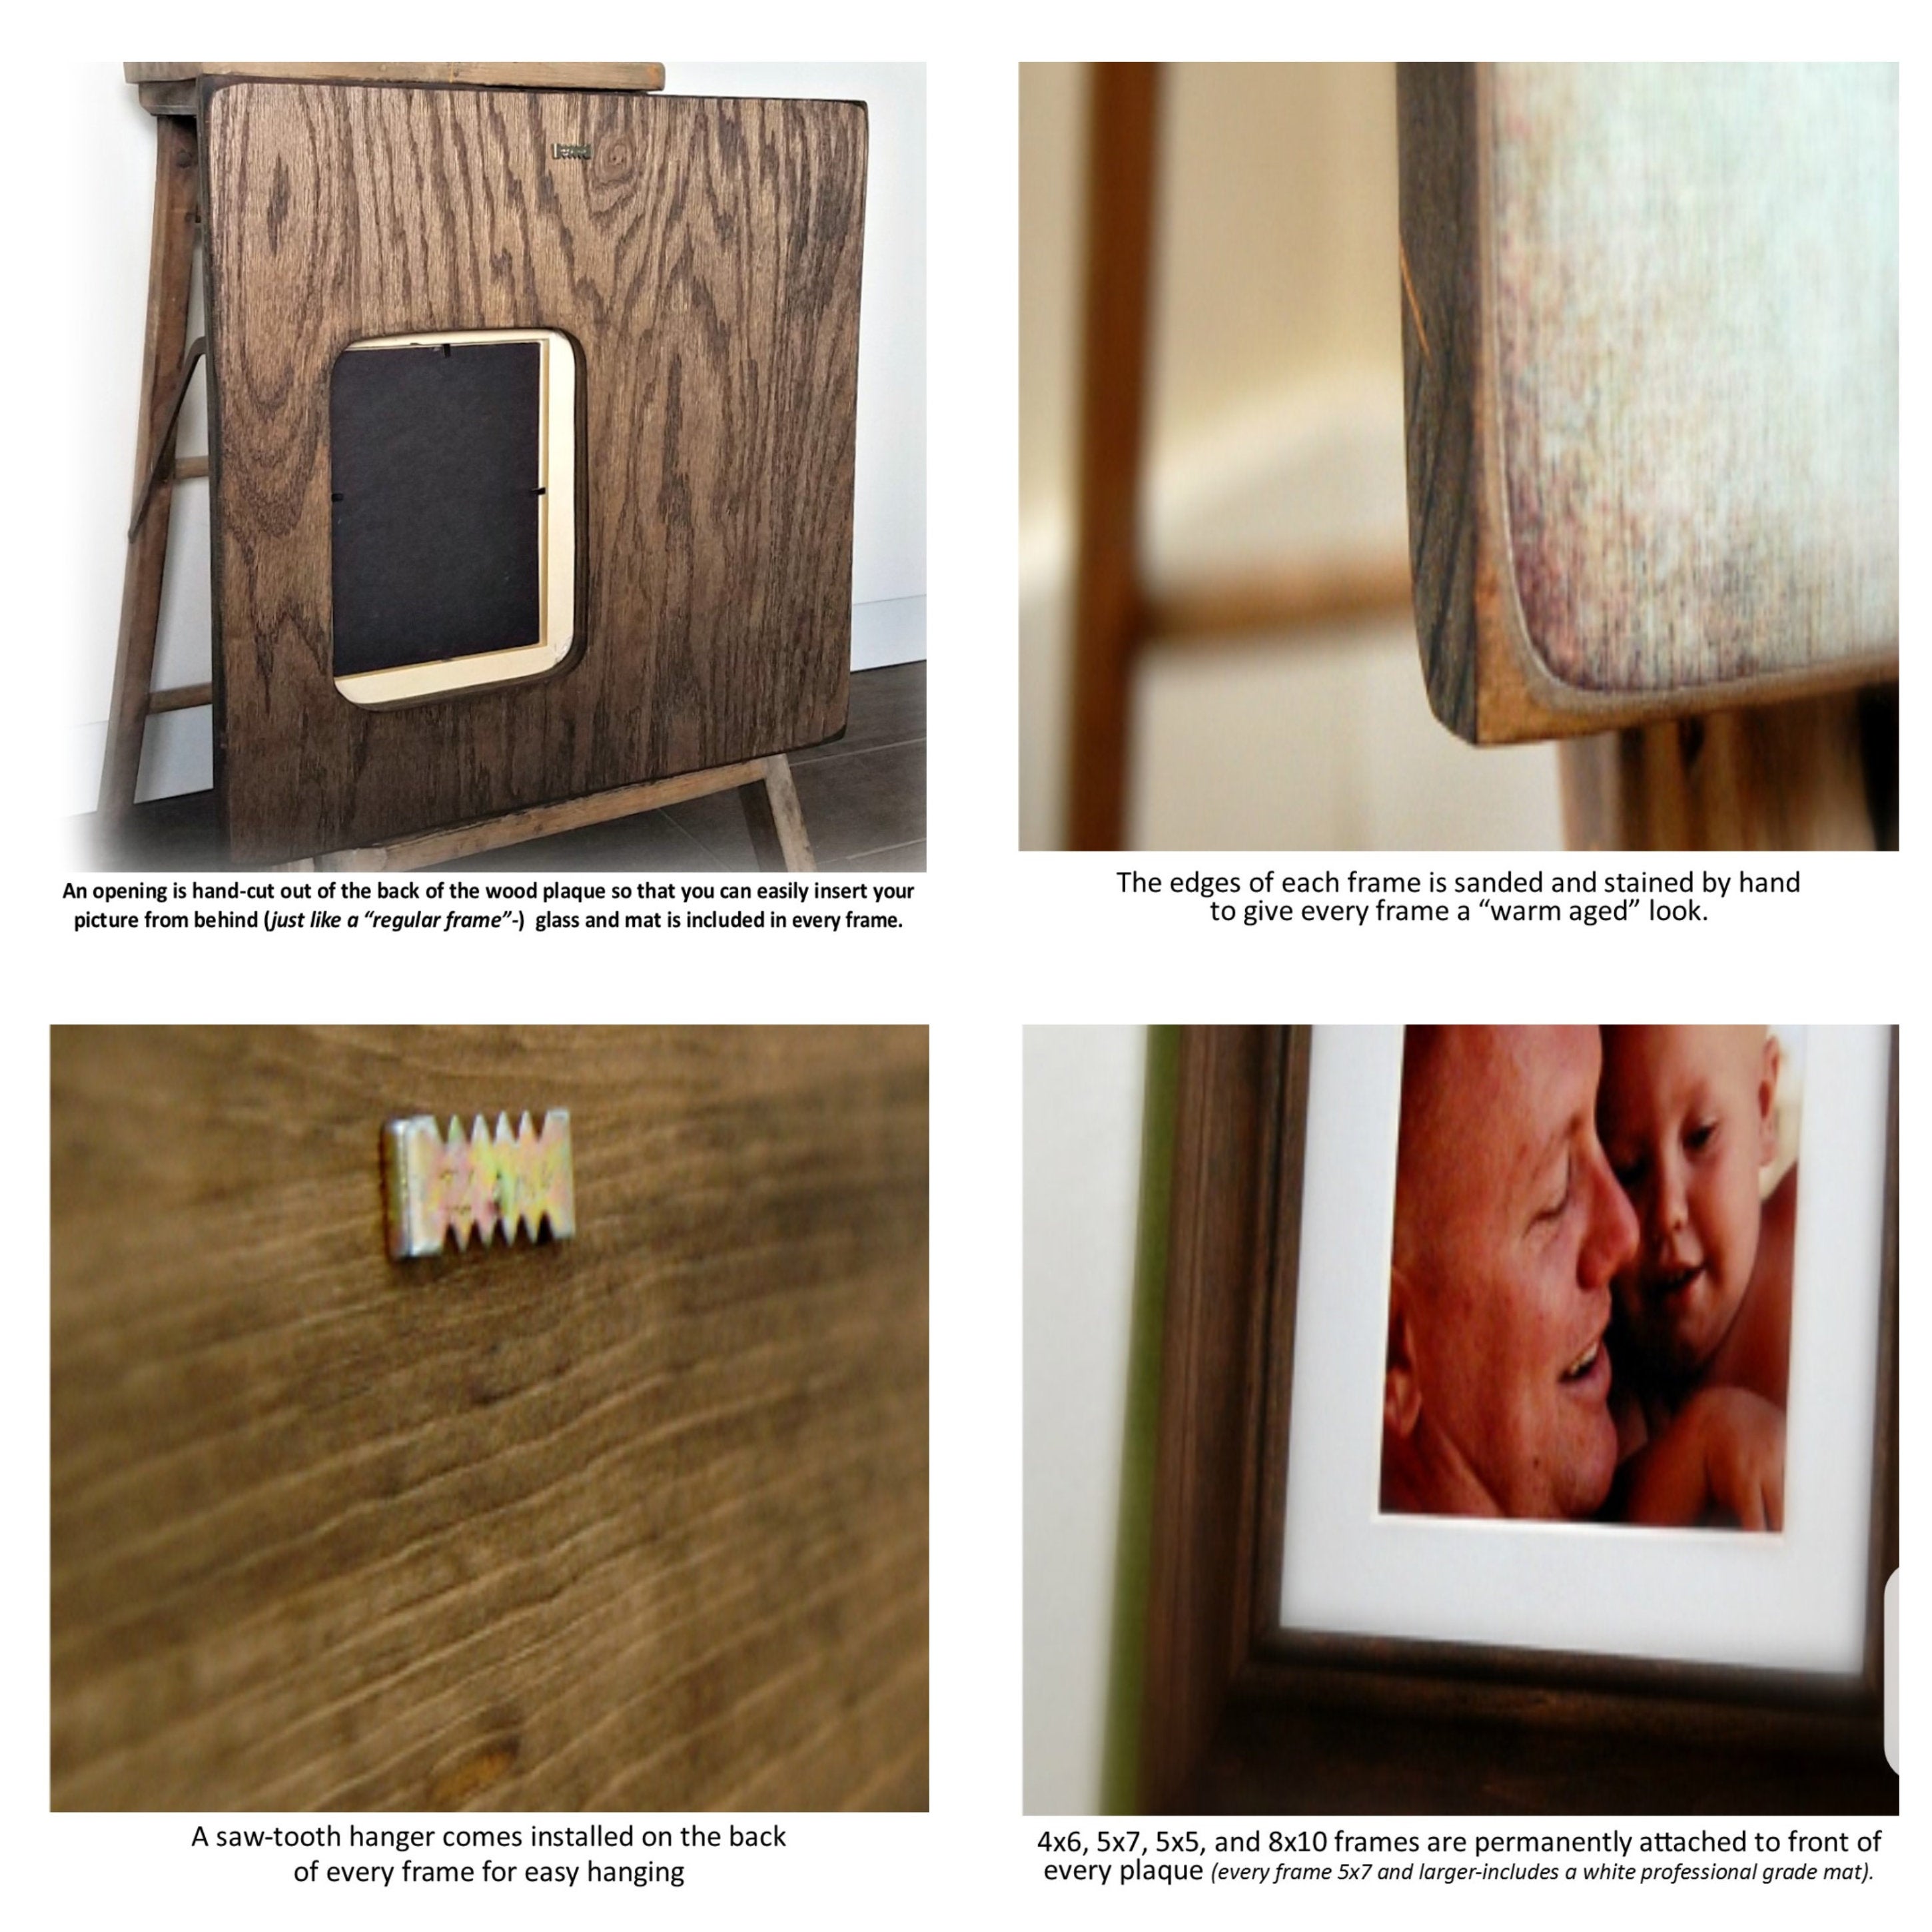 An opening is hand-cut out of the back of the wood plaque so that you can easily insert your
picture from behind (just like a “regular frame”-) glass and mat is included in every frame.
The edges of each frame is sanded and stained by hand
to give every frame a “warm aged” look.
A saw-tooth hanger comes installed on the back
of every frame for easy hanging
4x6, 5x7, 5x5, and 8x10 frames are permanently attached to front of
every plaque (every frame 5x7 and larger-includes a white professional grade mat).